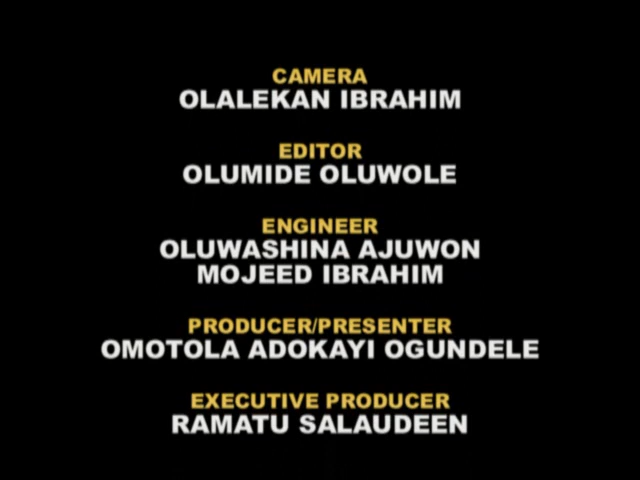 CAMERA
OLALEKAN IBRAHIM
EDITOR
OLUMIDE OLUWOLE
ENGINEER
OLUWASHINA AJUWON
MOJEED IBRAHIM
PRODUCER/PRESENTER
OMOTOLA ADOKAYI OGUNDELE
EXECUTIVE PRODUCER
RAMATU SALAUDEEN